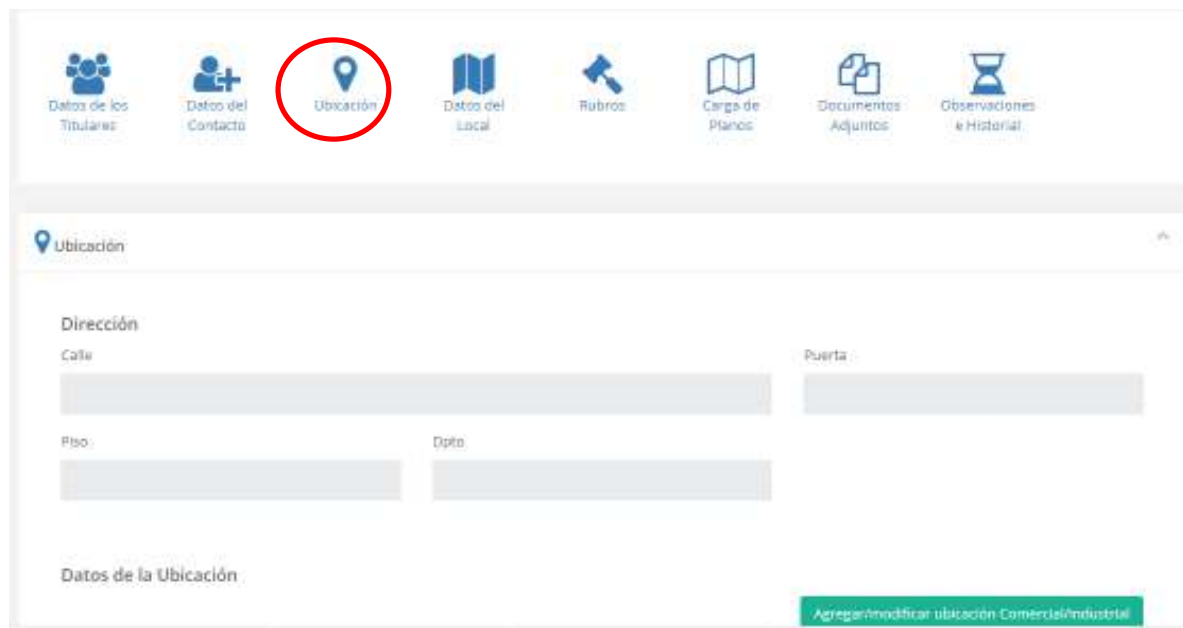 Datos de los
Titulares
Datos del
Contacto
Ubicación
Datos del
Local
Rubros
Carga de
Planos
Documentos
Adjuntos
Observaciones
e Historial
Ubicación
Dirección
Calle
Puerta
Piso
Dpto
Datos de la Ubicación
Agregar/modificar ubicación Comercial/Industrial